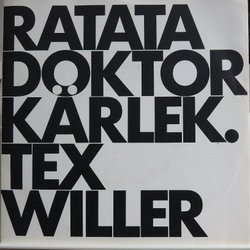 RATATA
DOKTOR
KÄRLEK.
TEX
WILLER